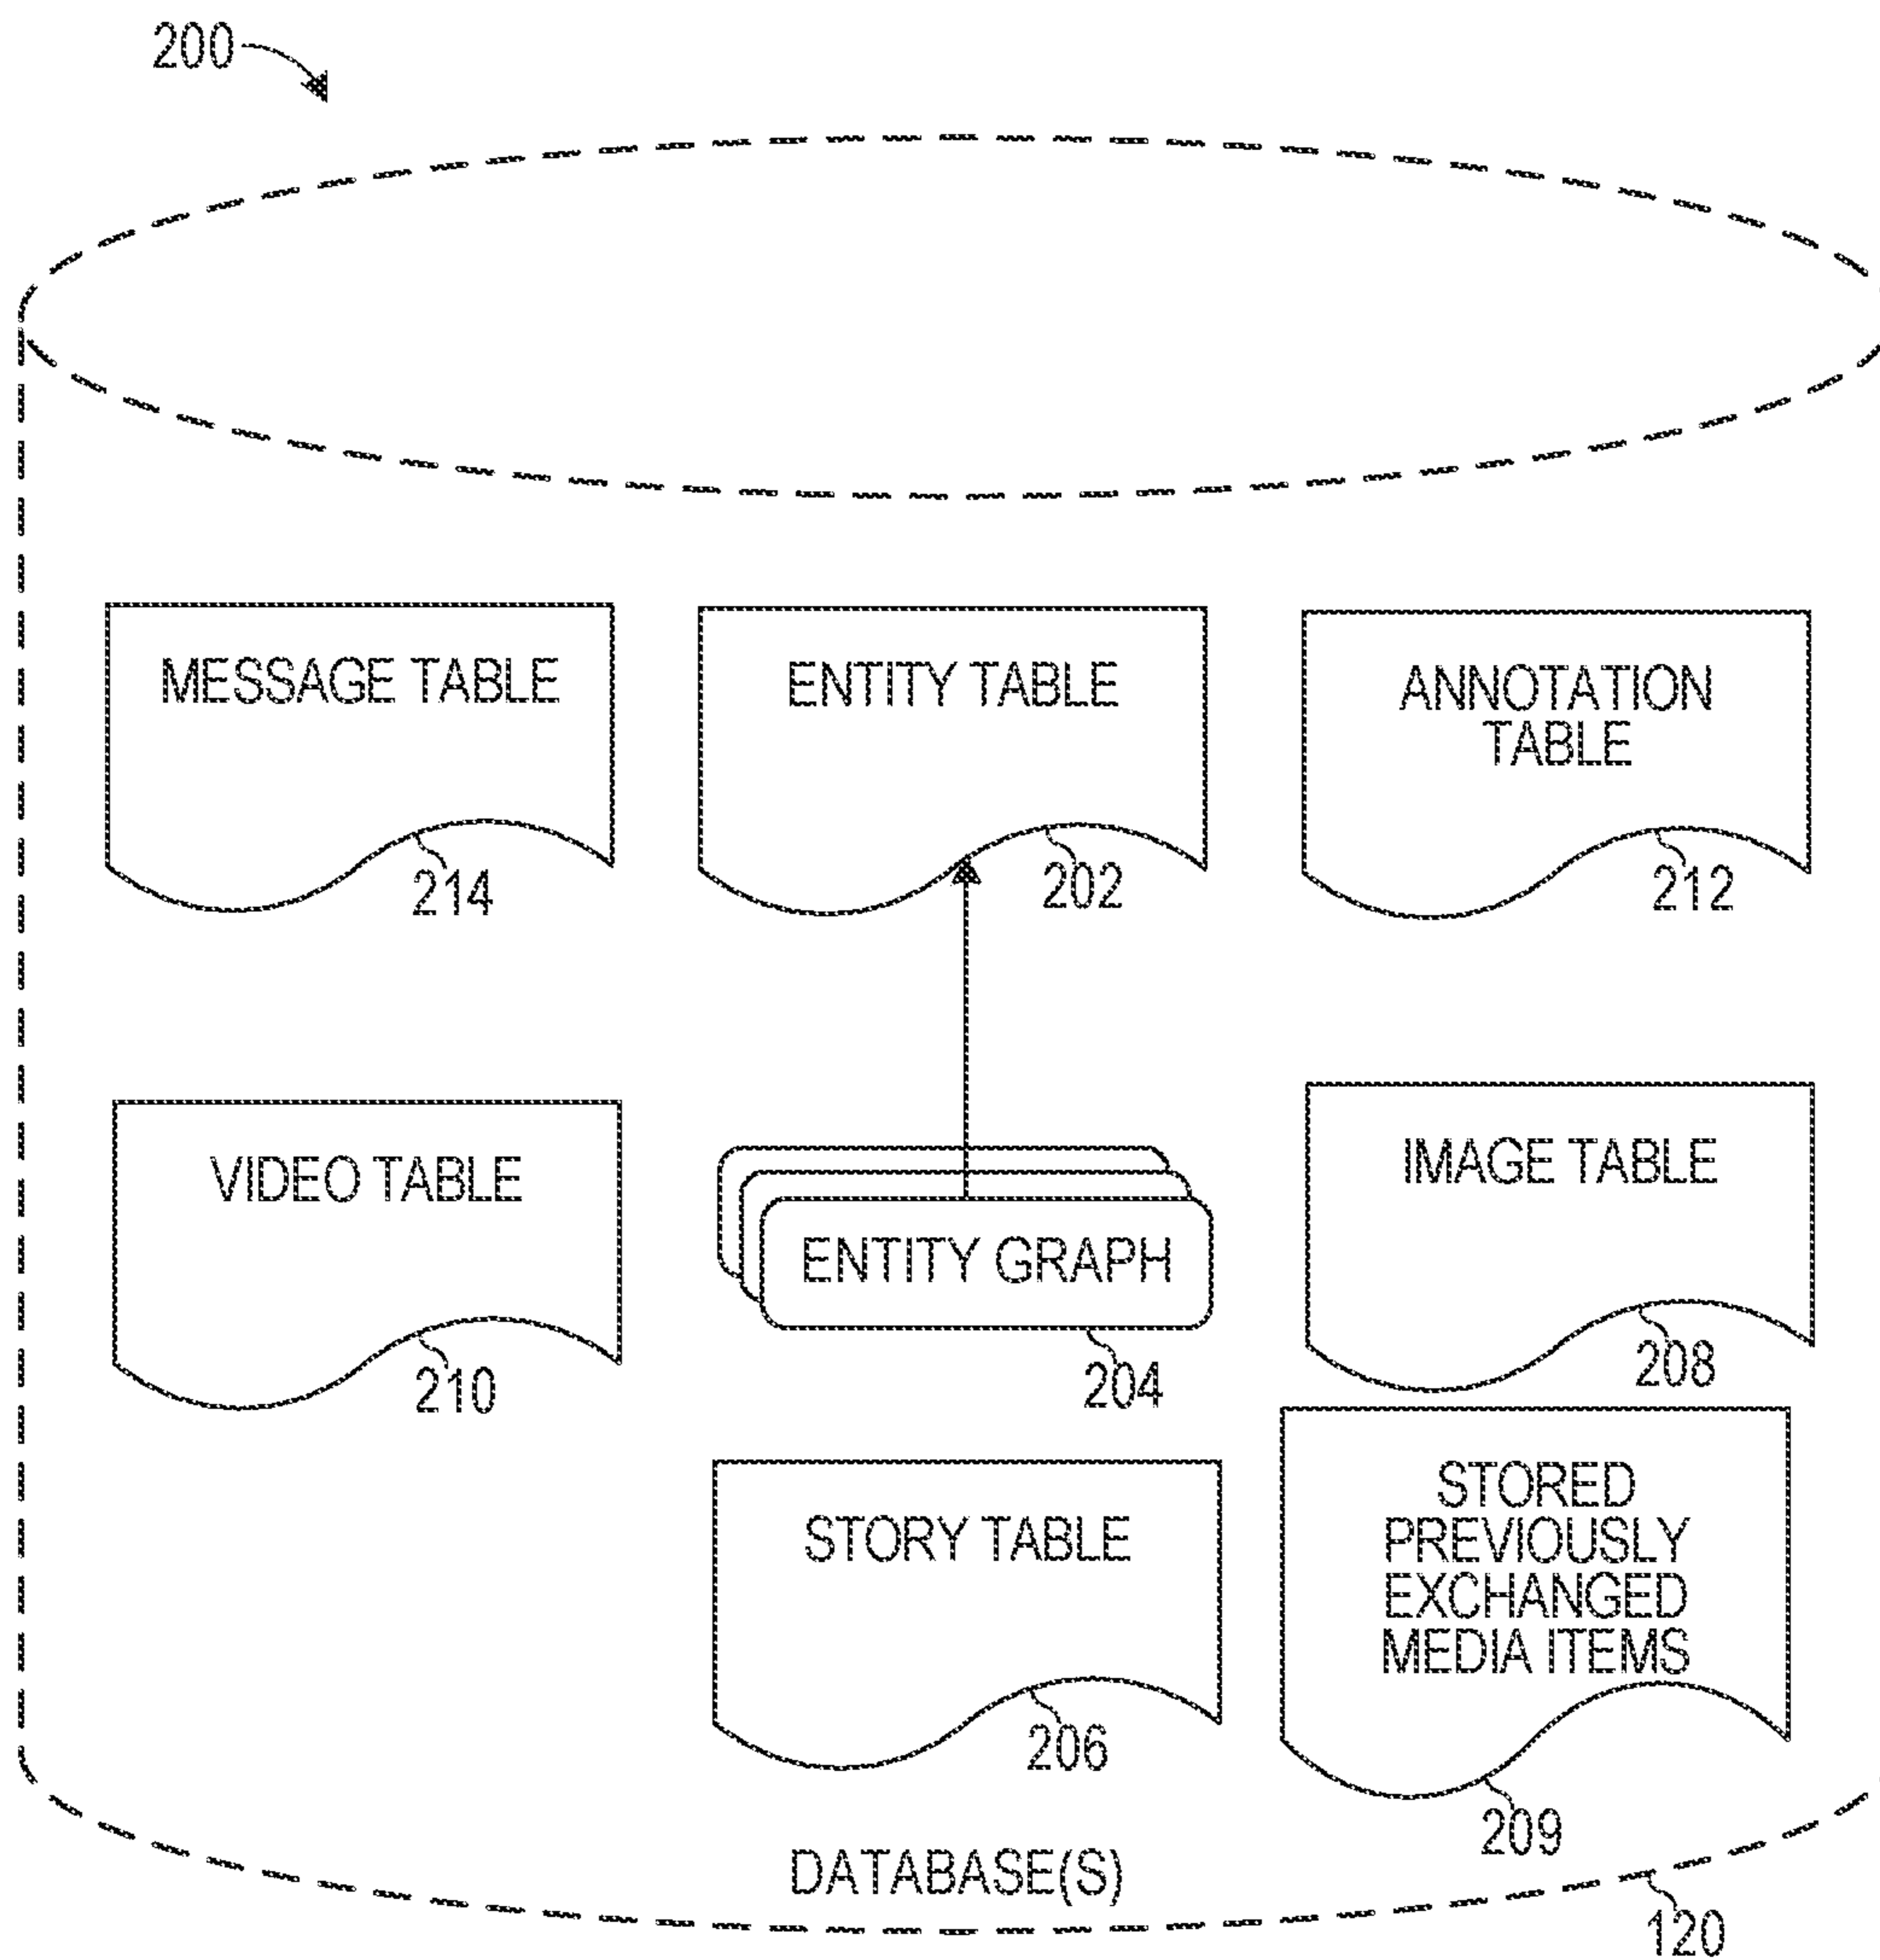 200
MESSAGE TABLE
214
ENTITY TABLE
202
ANNOTATION
TABLE
212
VIDEO TABLE
210
ENTITY GRAPH
204
IMAGE TABLE
208
STORY TABLE
206
STORED
PREVIOUSLY
EXCHANGED
MEDIA ITEMS
209
DATABASE(S)
120